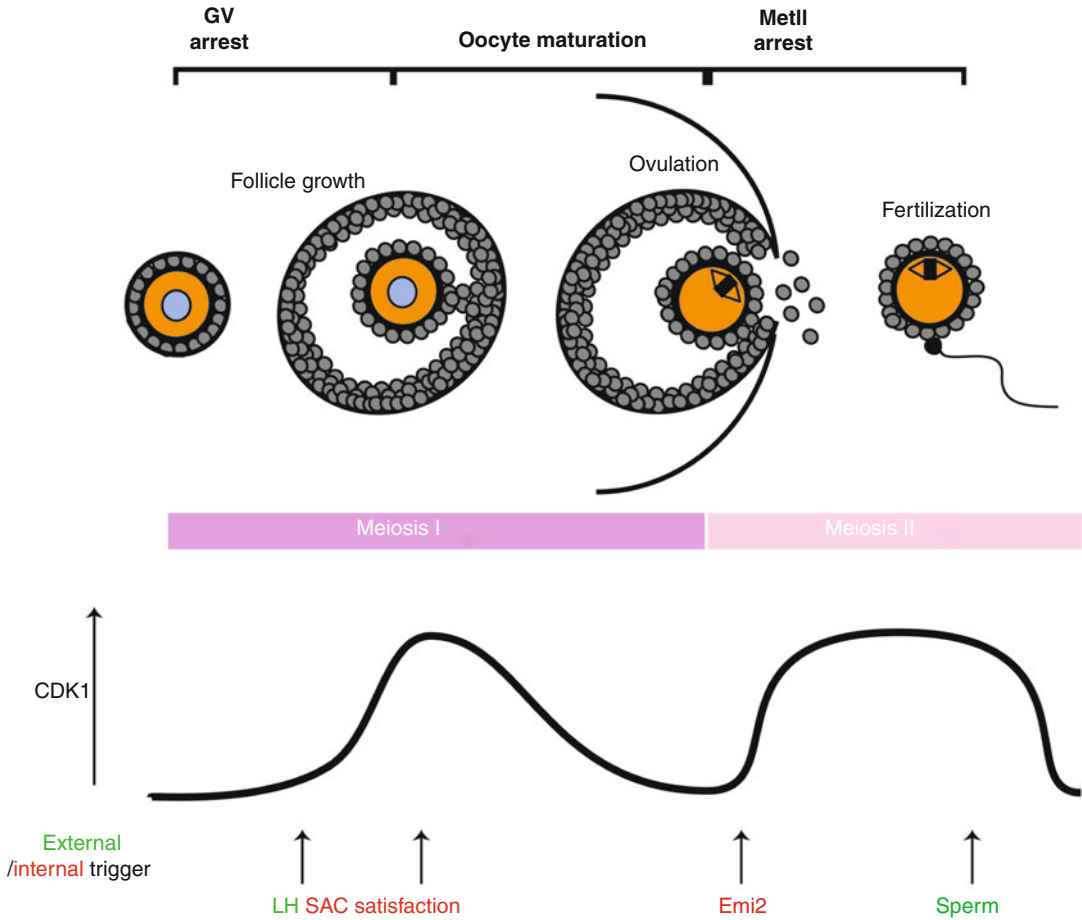 GV
arrest
Oocyte maturation
MetII
arrest
Follicle growth
Ovulation
Fertilization
Meiosis I
Meiosis II
CDK1
External
/internal trigger
LH SAC satisfaction
Emi2
Sperm